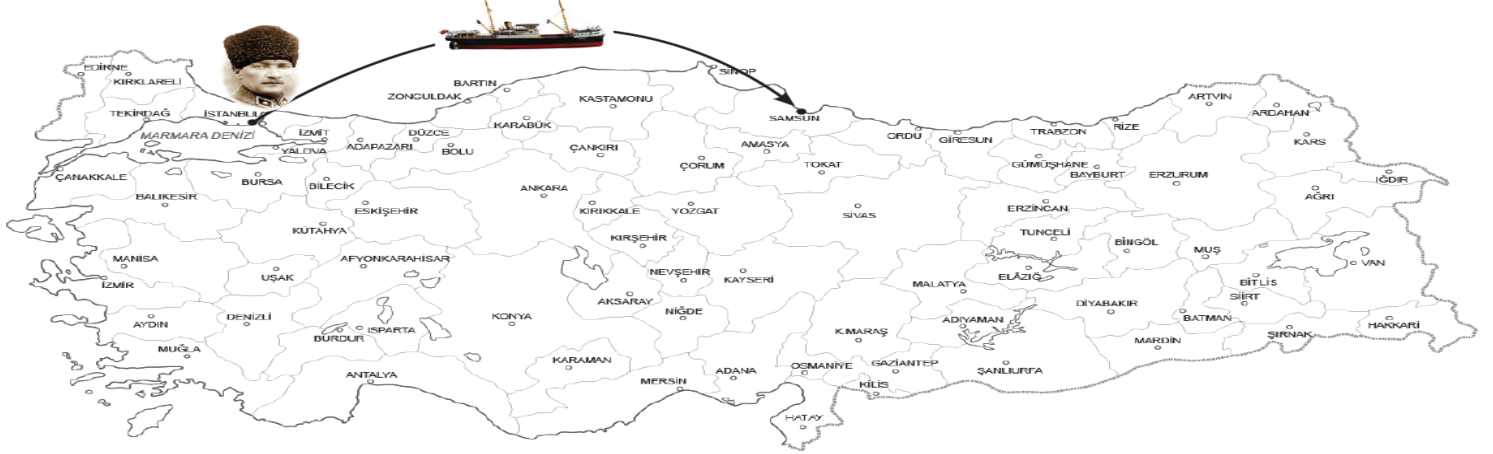 EDİRNE
KIRKLARELİ
TEKİRDAĞ
İSTANBUL
MARMARA DENİZİ
İZMİT
YALOVA
ADAPAZARI
DÜZCE
BOLU
ZONGULDAK
BARTIN
KARABÜK
KASTAMONU
SİNOP
SAMSUN
ÇANKIRI
ÇORUM
AMASYA
TOKAT
ORDU
GİRESUN
TRABZON
RİZE
ARTVİN
ARDAHAN
KARS
GÜMÜŞHANE
BAYBURT
ERZURUM
IĞDIR
AĞRI
ÇANAKKALE
BALIKESİR
BURSA
BİLECİK
ESKİŞEHİR
KÜTAHYA
ANKARA
KIRIKKALE
YOZGAT
SİVAS
ERZİNCAN
TUNCELİ
BİNGÖL
MUŞ
KIRŞEHİR
MANİSA
İZMİR
UŞAK
AFYONKARAHİSAR
NEVŞEHİR
KAYSERİ
AKSARAY
NİĞDE
MALATYA
ELÂZIĞ
VAN
BİTLİS
SİİRT
BATMAN
DİYABAKIR
AYDIN
DENİZLİ
BURDUR
ISPARTA
KONYA
MUĞLA
ANTALYA
KARAMAN
MERSİN
ADANA
K.MARAŞ
ADIYAMAN
OSMANİYE
GAZİANTEP
KİLİS
ŞANLIURFA
MARDİN
ŞIRNAK
HAKKARİ
HATAY